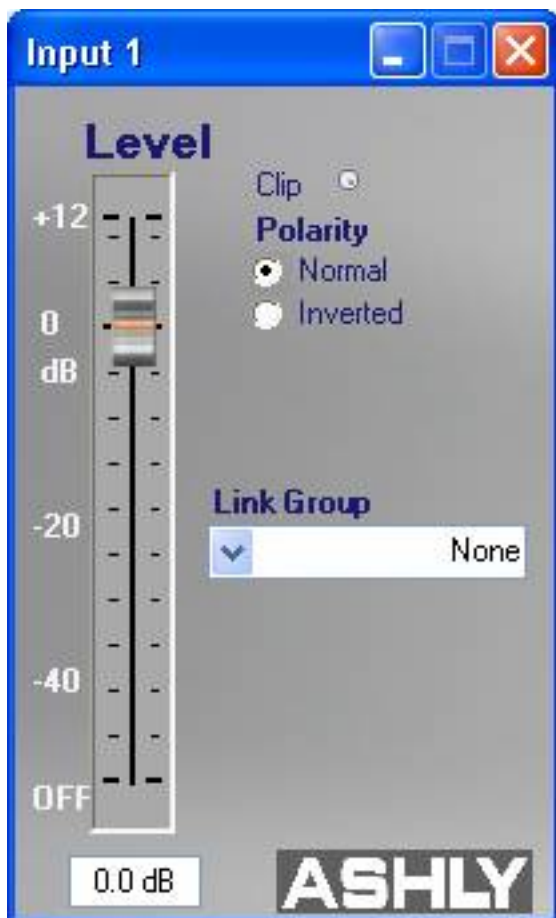 Input 1
Level
Clip
Polarity
Normal
Inverted
+12
0
dB
-20
-40
OFF
Link Group
None
0.0 dB
ASHLY